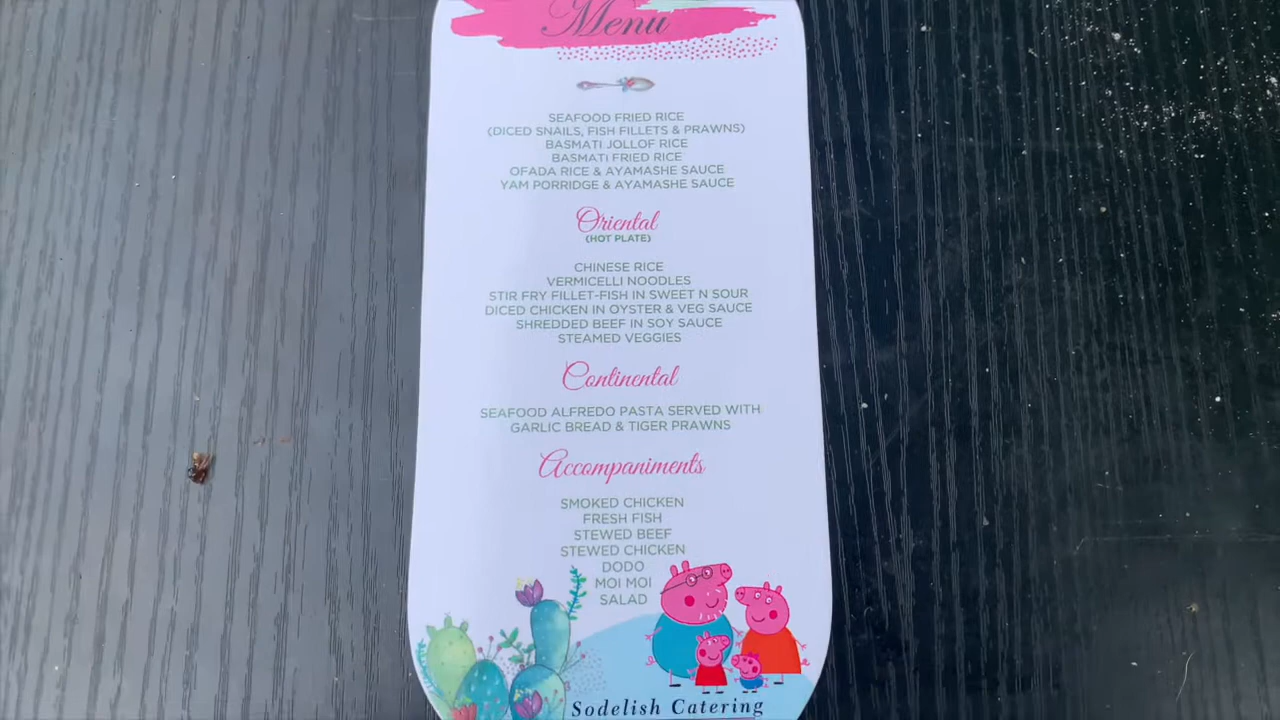 Menu
SEAFOOD FRIED RICE
(DICED SNAILS, FISH FILLETS & PRAWNS)
BASMATI JOLLOF RICE
BASMATI FRIED RICE
OFADA RICE & AYAMASHE SAUCE
YAM PORRIDGE & AYAMASHE SAUCE
Oriental
(HOT PLATE)
CHINESE RICE
VERMICELLI NOODLES
STIR FRY FILLET-FISH IN SWEET N SOUR
DICED CHICKEN IN OYSTER & VEG SAUCE
SHREDDED BEEF IN SOY SAUCE
STEAMED VEGGIES
Continental
SEAFOOD ALFREDO PASTA SERVED WITH
GARLIC BREAD & TIGER PRAWNS
Accompaniments
SMOKED CHICKEN
FRESH FISH
STEWED BEEF
STEWED CHICKEN
DODO
MOI MOI
SALAD
Sodelish Catering